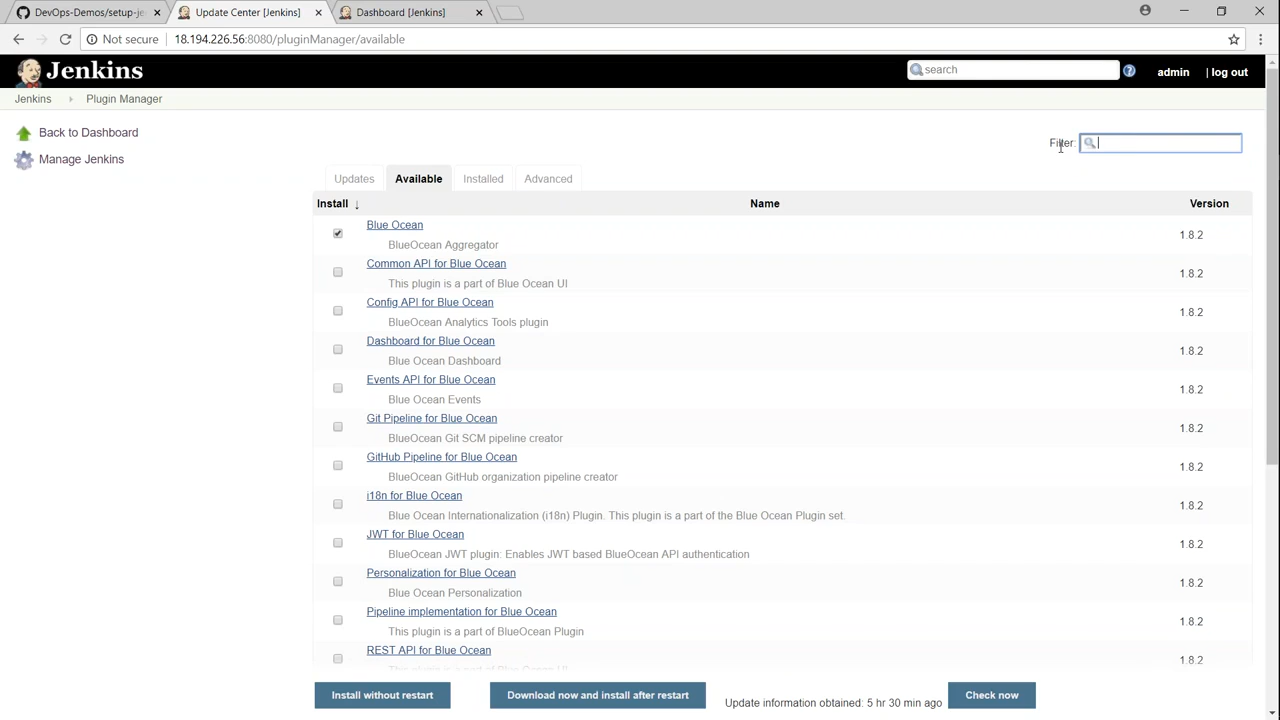 DevOps-Demos/setup-je
Update Center [Jenkins]
Dashboard [Jenkins]
Not secure 18.194.226.56:8080/pluginManager/available
Jenkins
search
admin | log out
Jenkins Plugin Manager
Back to Dashboard
Manage Jenkins
Filter:
Updates Available Installed Advanced
Install ↓ Name Version
Blue Ocean
BlueOcean Aggregator
1.8.2
Common API for Blue Ocean
This plugin is a part of Blue Ocean UI
1.8.2
Config API for Blue Ocean
BlueOcean Analytics Tools plugin
1.8.2
Dashboard for Blue Ocean
Blue Ocean Dashboard
1.8.2
Events API for Blue Ocean
Blue Ocean Events
1.8.2
Git Pipeline for Blue Ocean
BlueOcean Git SCM pipeline creator
1.8.2
GitHub Pipeline for Blue Ocean
BlueOcean GitHub organization pipeline creator
1.8.2
i18n for Blue Ocean
Blue Ocean Internationalization (i18n) Plugin. This plugin is a part of the Blue Ocean Plugin set.
1.8.2
JWT for Blue Ocean
BlueOcean JWT plugin: Enables JWT based BlueOcean API authentication
1.8.2
Personalization for Blue Ocean
Blue Ocean Personalization
1.8.2
Pipeline implementation for Blue Ocean
This plugin is a part of BlueOcean Plugin
1.8.2
REST API for Blue Ocean
1.8.2
Install without restart
Download now and install after restart
Update information obtained: 5 hr 30 min ago
Check now